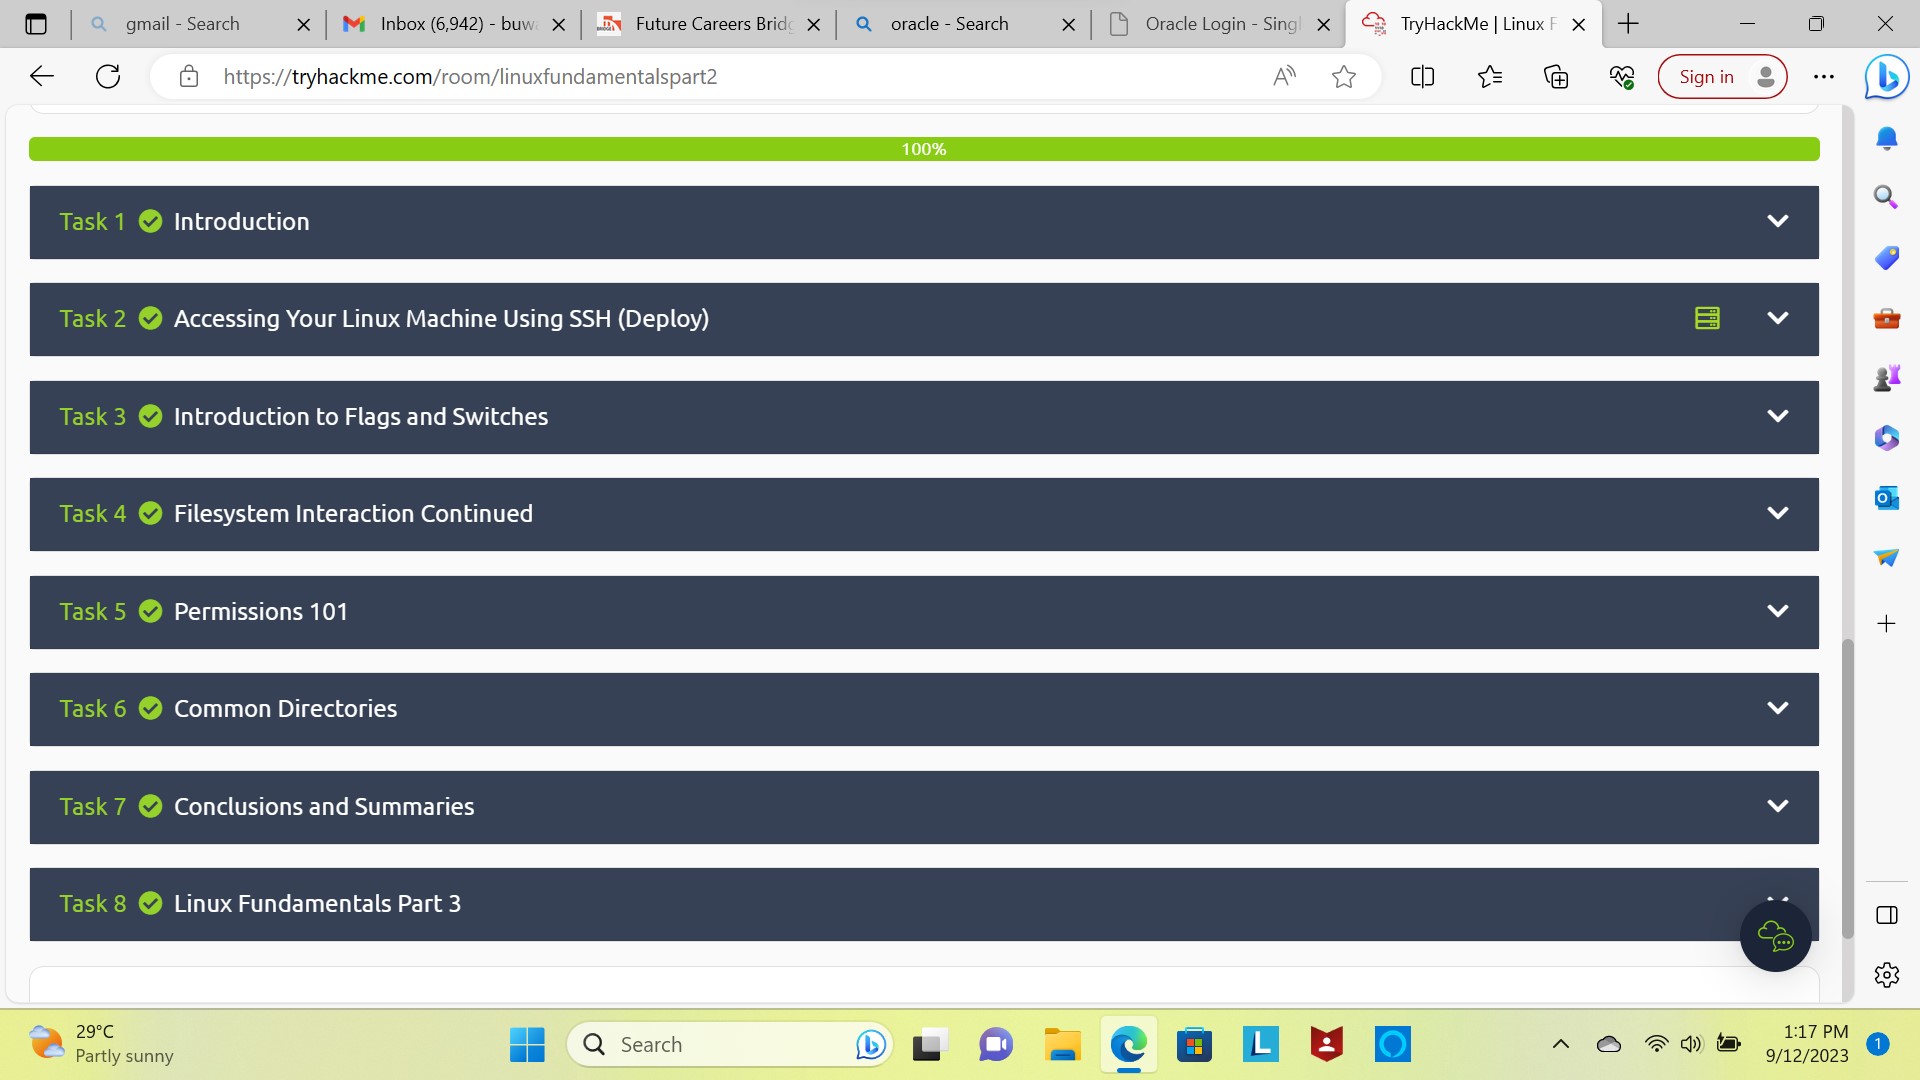 gmail - Search
Inbox (6,942) - buw
Future Careers Bridg
oracle - Search
Oracle Login - Singl
TryHackMe | Linux F
https://tryhackme.com/room/linuxfundamentalspart2
Sign in
100%
Task 1 Introduction
Task 2 Accessing Your Linux Machine Using SSH (Deploy)
Task 3 Introduction to Flags and Switches
Task 4 Filesystem Interaction Continued
Task 5 Permissions 101
Task 6 Common Directories
Task 7 Conclusions and Summaries
Task 8 Linux Fundamentals Part 3
29°C
Partly sunny
Search
1:17 PM
9/12/2023
1